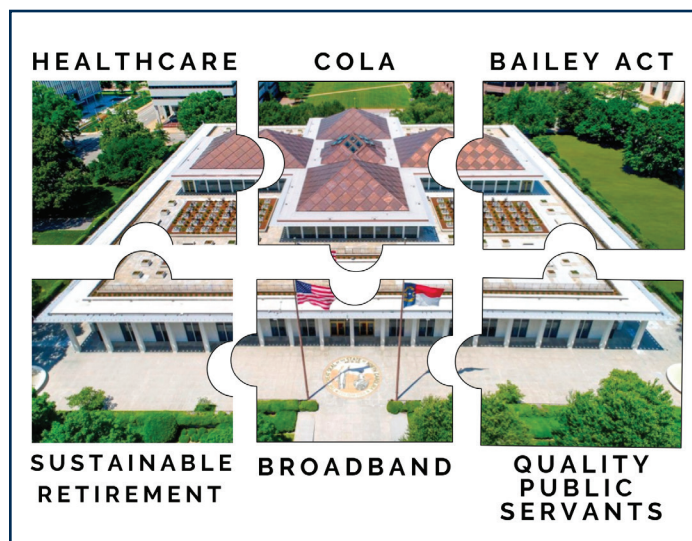 HEALTHCARE
COLA
BAILEY ACT
SUSTAINABLE
RETIREMENT
BROADBAND
QUALITY
PUBLIC
SERVANTS